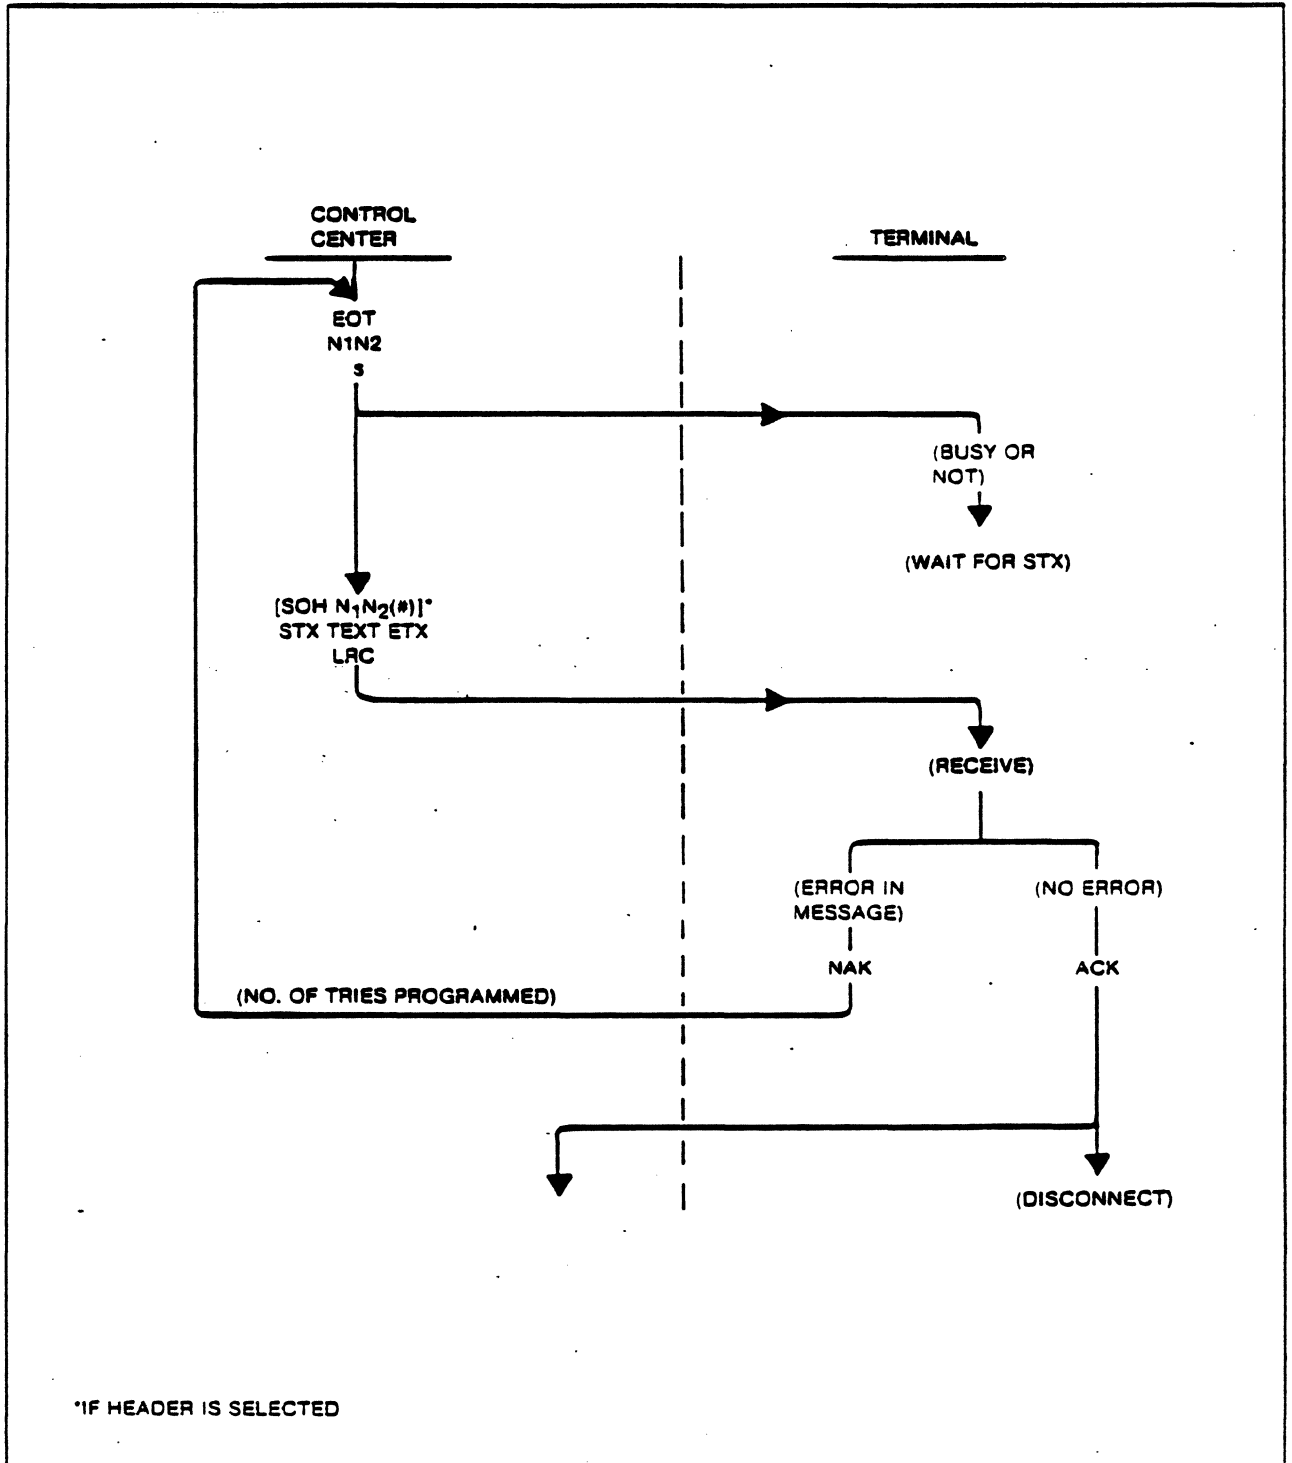 CONTROL
CENTER
TERMINAL
EOT
N1N2
s
(BUSY OR
NOT)
(WAIT FOR STX)
[SOH N₁N₂(#)]*
STX TEXT ETX
LRC
(RECEIVE)
(ERROR IN
MESSAGE)
(NO ERROR)
NAK
ACK
(NO. OF TRIES PROGRAMMED)
(DISCONNECT)
*IF HEADER IS SELECTED